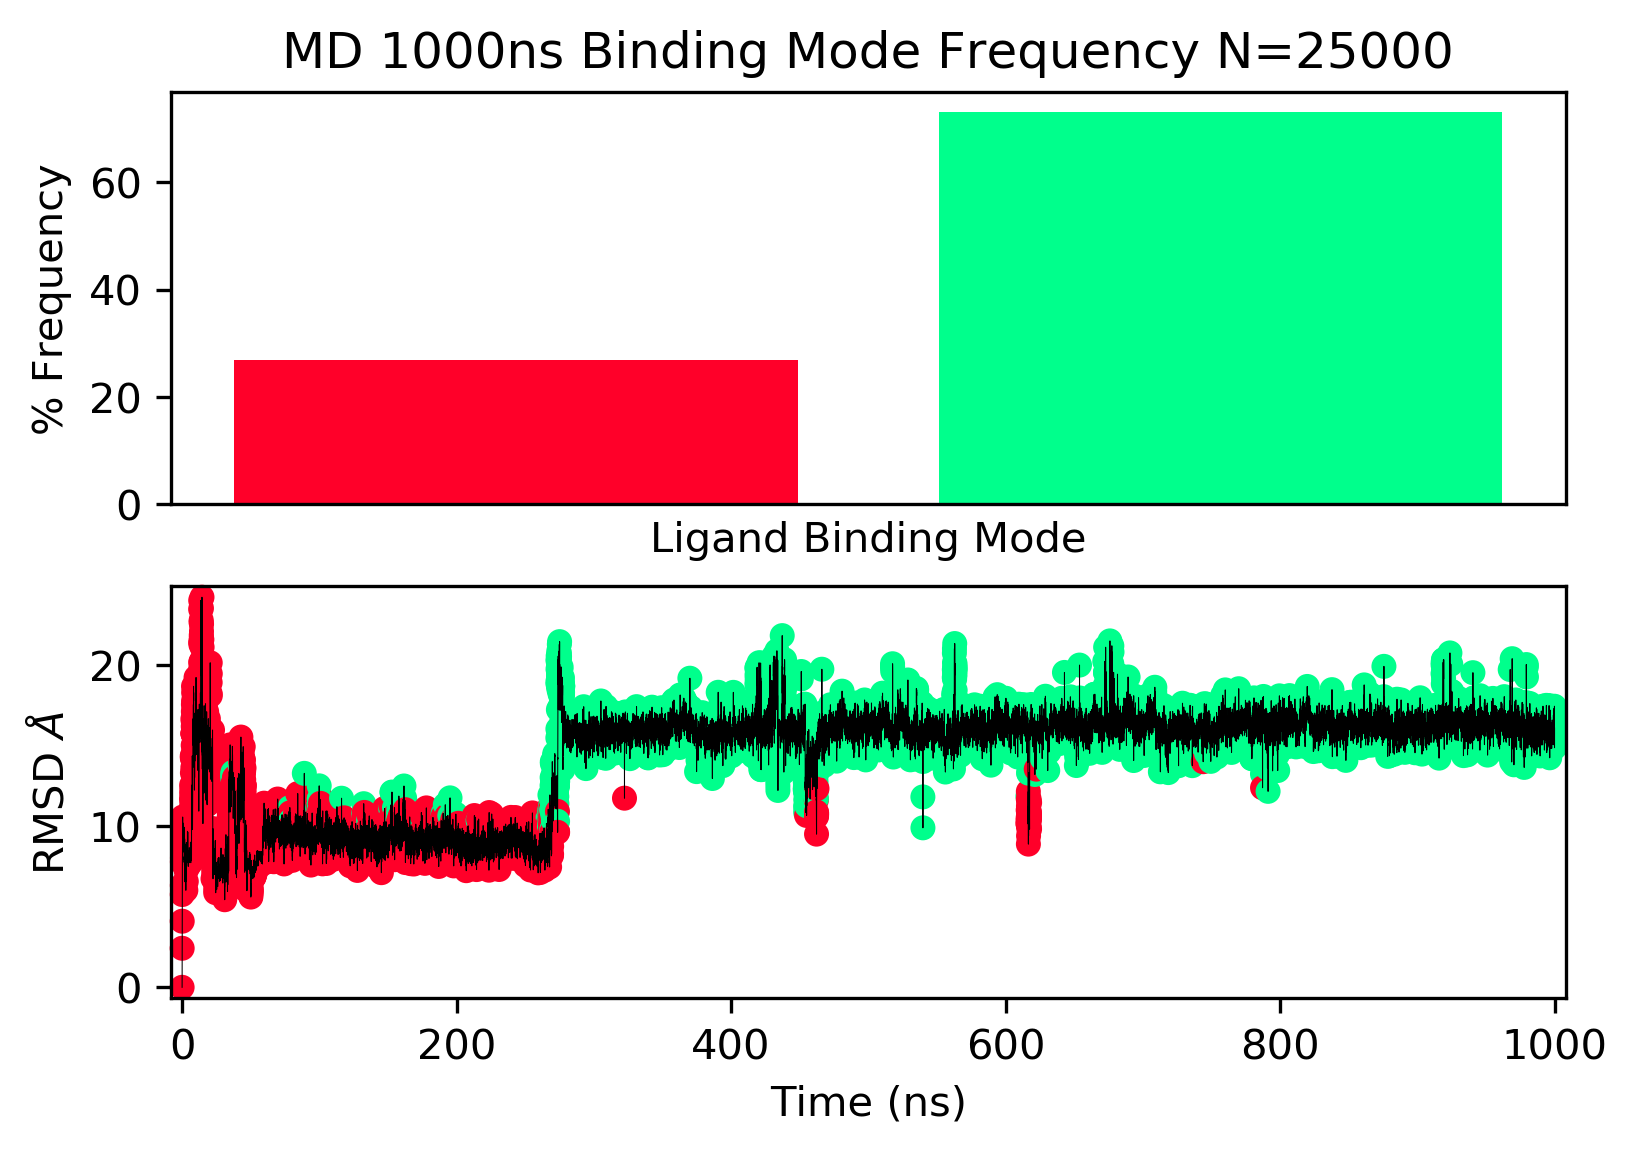 MD 1000ns Binding Mode Frequency N=25000
% Frequency
60
40
20
0
Ligand Binding Mode
RMSD Å
20
10
0
0 200 400 600 800 1000
Time (ns)